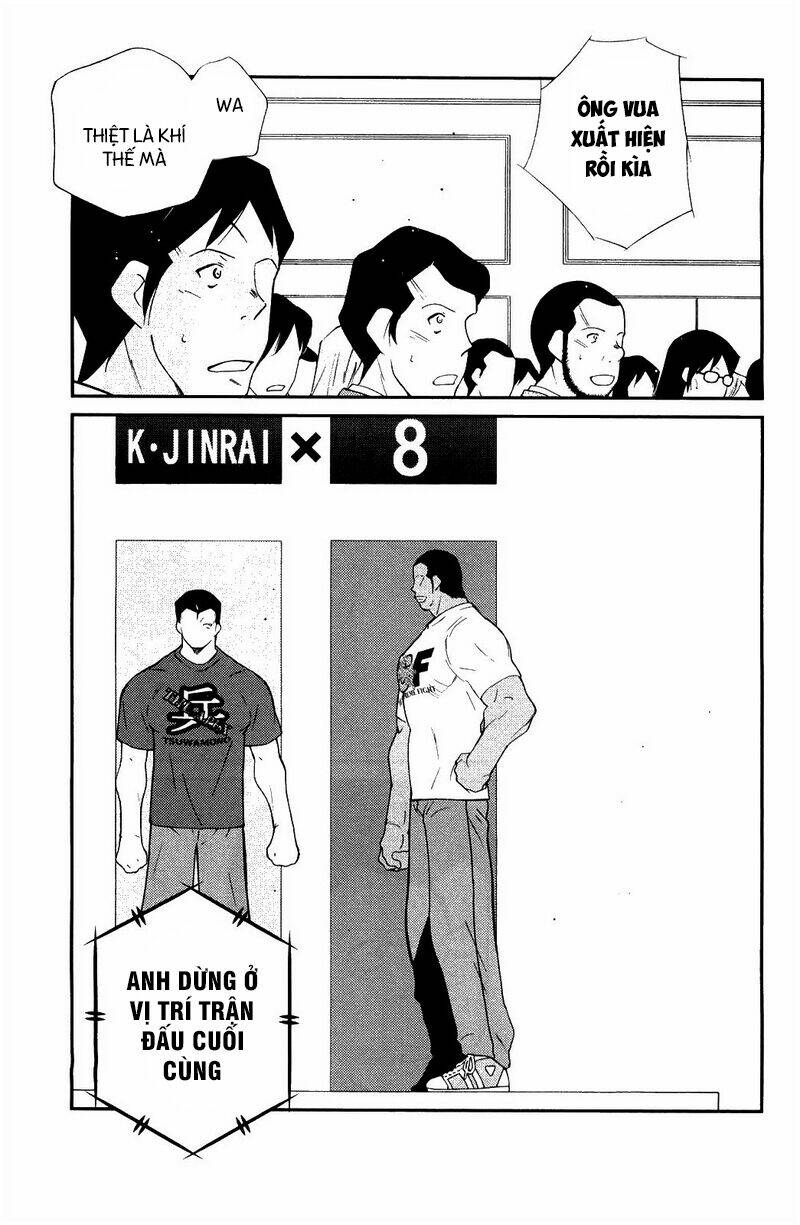 ÔNG VUA
XUẤT HIỆN
RỒI KÌA
WA
THIỆT LÀ KHÍ
THẾ MÀ
K·JINRAI × 8
兵
TSUWAMONO
F
ANH DỪNG Ở
VỊ TRÍ TRẬN
ĐẤU CUỐI
CÙNG